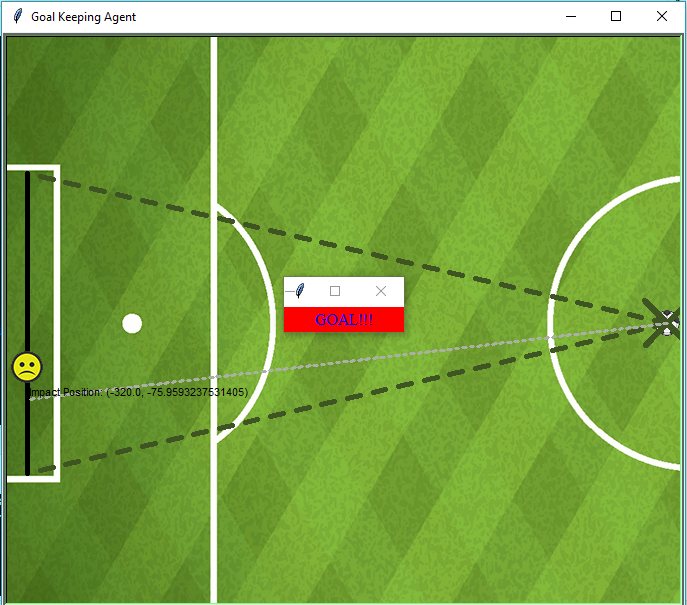 Goal Keeping Agent
GOAL!!!
Impact Position: (-320.0, -75.9593237531405)